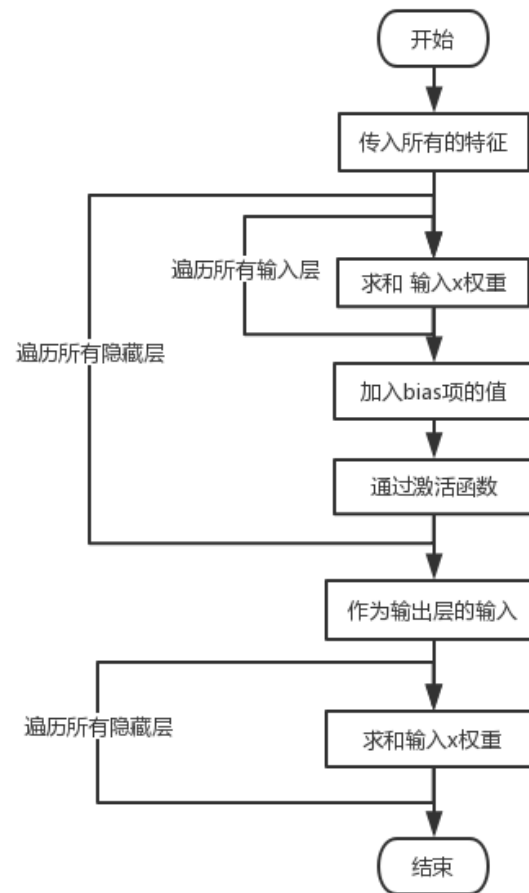 开始
传入所有的特征
遍历所有输入层
求和 输入x权重
遍历所有隐藏层
加入bias项的值
通过激活函数
作为输出层的输入
遍历所有隐藏层
求和输入x权重
结束